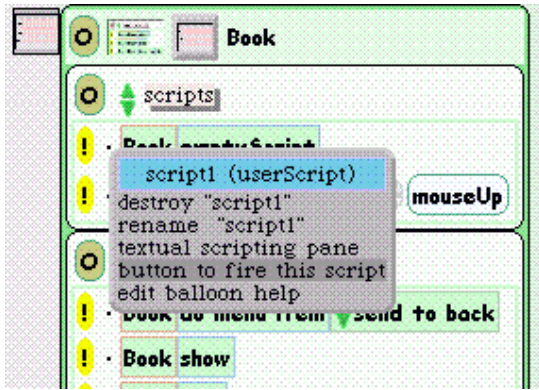 Book
scripts
! · Book emptyScript
script1 (userScript)
! · mouseUp
destroy "script1"
rename "script1"
textual scripting pane
button to fire this script
edit balloon help
! · Book do menu item send to back
! · Book show